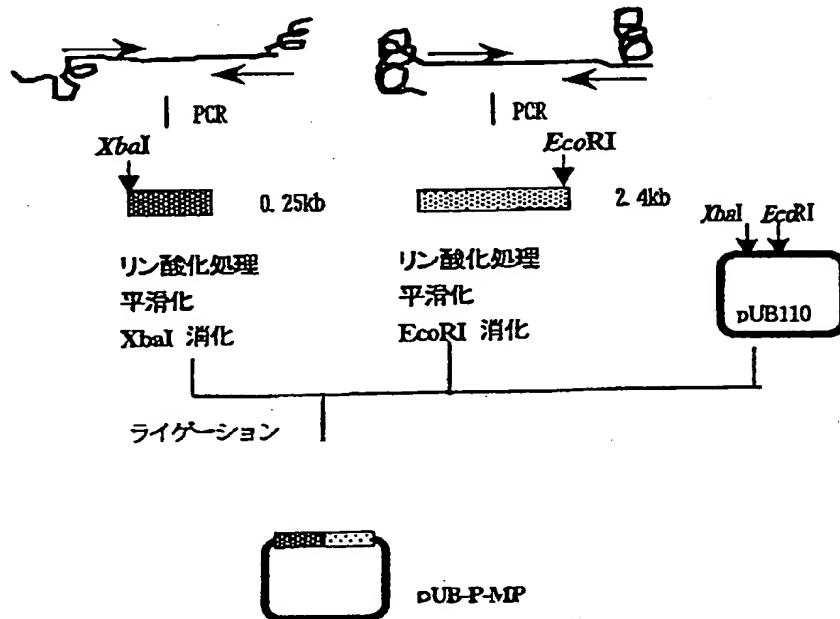 PCR
PCR
XbaI
EcoRI
0.25kb
2.4kb
XbaI
EcoRI
リン酸化処理
平滑化
XbaI 消化
リン酸化処理
平滑化
EcoRI 消化
pUB110
ライゲーション
pUB-P-MP